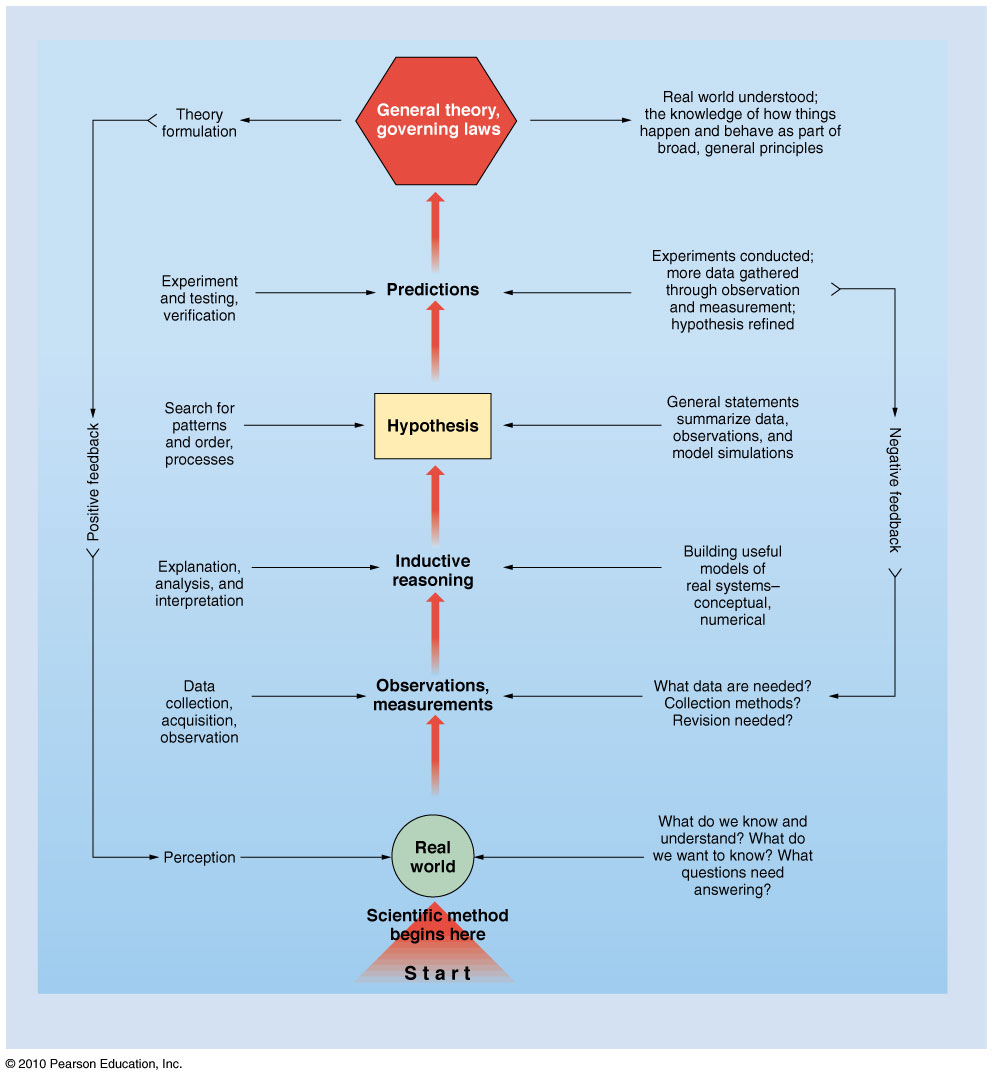 General theory,
governing laws
Theory
formulation
Real world understood;
the knowledge of how things
happen and behave as part of
broad, general principles
Experiment
and testing,
verification
Predictions
Experiments conducted;
more data gathered
through observation
and measurement;
hypothesis refined
Search for
patterns
and order,
processes
Hypothesis
General statements
summarize data,
observations, and
model simulations
Positive feedback
Negative feedback
Explanation,
analysis, and
interpretation
Inductive
reasoning
Building useful
models of
real systems–
conceptual,
numerical
Data
collection,
acquisition,
observation
Observations,
measurements
What data are needed?
Collection methods?
Revision needed?
Perception
Real
world
What do we know and
understand? What do
we want to know? What
questions need
answering?
Scientific method
begins here
Start
© 2010 Pearson Education, Inc.